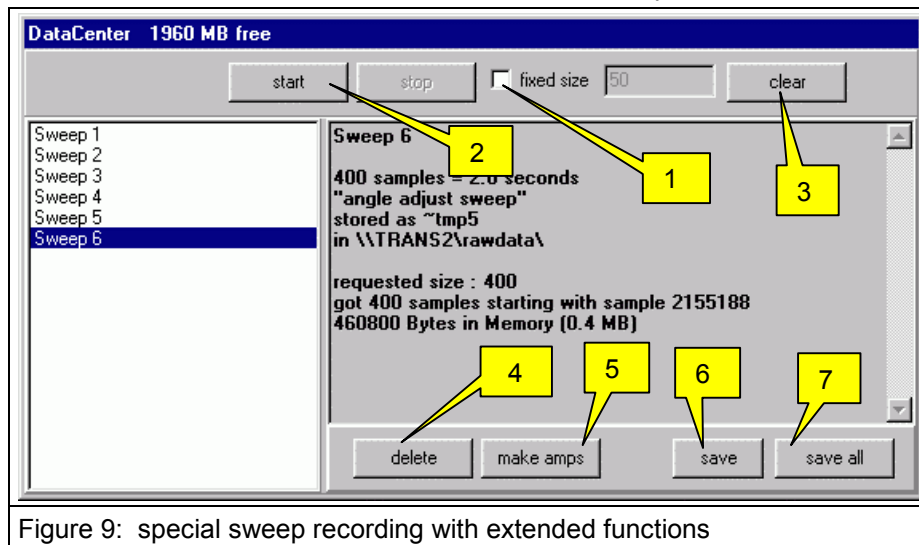 DataCenter 1960 MB free
start stop fixed size 50 clear
Sweep 1
Sweep 2
Sweep 3
Sweep 4
Sweep 5
Sweep 6
Sweep 6
400 samples = 2.0 seconds
"angle adjust sweep"
stored as ~tmp5
in \\TRANS2\rawdata\
requested size : 400
got 400 samples starting with sample 2155188
460800 Bytes in Memory (0.4 MB)
2
1
3
4
5
6
7
delete make amps save save all
Figure 9: special sweep recording with extended functions